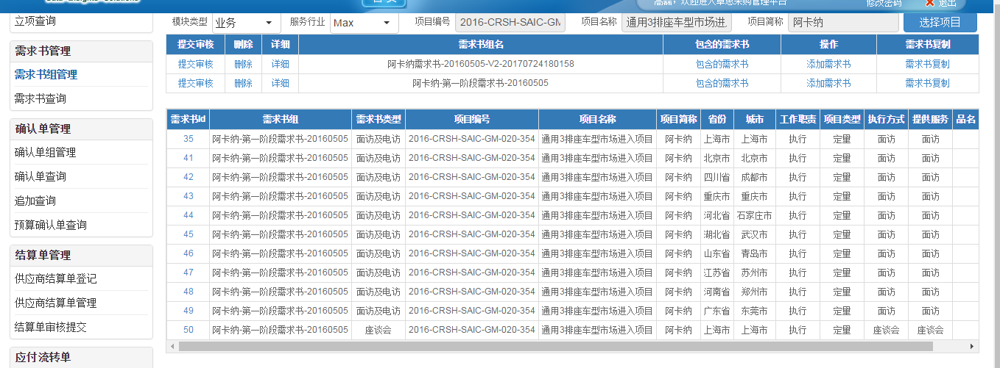 Data · Insights · Solutions
首页
高磊，欢迎进入卓思采购管理平台
修改密码
退出
立项查询
需求书管理
需求书组管理
需求书查询
确认单管理
确认单组管理
确认单查询
追加查询
预算确认单查询
结算单管理
供应商结算单登记
供应商结算单管理
结算单审核提交
应付流转单
模块类型 业务 服务行业 Max 项目编号 2016-CRSH-SAIC-GM 项目名称 通用3排座车型市场进. 项目简称 阿卡纳 选择项目
提交审核 删除 详细 需求书组名 包含的需求书 操作 需求书复制
提交审核 删除 详细 阿卡纳需求书-20160505-V2-20170724180158 包含的需求书 添加需求书 需求书复制
提交审核 删除 详细 阿卡纳-第一阶段需求书-20160505 包含的需求书 添加需求书 需求书复制
需求书Id 需求书组 需求书类型 项目编号 项目名称 项目简称 省份 城市 工作职责 项目类型 执行方式 提供服务 品名
35 阿卡纳-第一阶段需求书-20160505 面访及电访 2016-CRSH-SAIC-GM-020-354 通用3排座车型市场进入项目 阿卡纳 上海市 上海市 执行 定量 面访 面访
41 阿卡纳-第一阶段需求书-20160505 面访及电访 2016-CRSH-SAIC-GM-020-354 通用3排座车型市场进入项目 阿卡纳 北京市 北京市 执行 定量 面访 面访
42 阿卡纳-第一阶段需求书-20160505 面访及电访 2016-CRSH-SAIC-GM-020-354 通用3排座车型市场进入项目 阿卡纳 四川省 成都市 执行 定量 面访 面访
43 阿卡纳-第一阶段需求书-20160505 面访及电访 2016-CRSH-SAIC-GM-020-354 通用3排座车型市场进入项目 阿卡纳 重庆市 重庆市 执行 定量 面访 面访
44 阿卡纳-第一阶段需求书-20160505 面访及电访 2016-CRSH-SAIC-GM-020-354 通用3排座车型市场进入项目 阿卡纳 河北省 石家庄市 执行 定量 面访 面访
45 阿卡纳-第一阶段需求书-20160505 面访及电访 2016-CRSH-SAIC-GM-020-354 通用3排座车型市场进入项目 阿卡纳 湖北省 武汉市 执行 定量 面访 面访
46 阿卡纳-第一阶段需求书-20160505 面访及电访 2016-CRSH-SAIC-GM-020-354 通用3排座车型市场进入项目 阿卡纳 山东省 青岛市 执行 定量 面访 面访
47 阿卡纳-第一阶段需求书-20160505 面访及电访 2016-CRSH-SAIC-GM-020-354 通用3排座车型市场进入项目 阿卡纳 江苏省 苏州市 执行 定量 面访 面访
48 阿卡纳-第一阶段需求书-20160505 面访及电访 2016-CRSH-SAIC-GM-020-354 通用3排座车型市场进入项目 阿卡纳 河南省 郑州市 执行 定量 面访 面访
49 阿卡纳-第一阶段需求书-20160505 面访及电访 2016-CRSH-SAIC-GM-020-354 通用3排座车型市场进入项目 阿卡纳 广东省 东莞市 执行 定量 面访 面访
50 阿卡纳-第一阶段需求书-20160505 座谈会 2016-CRSH-SAIC-GM-020-354 通用3排座车型市场进入项目 阿卡纳 上海市 上海市 执行 定量 座谈会 座谈会